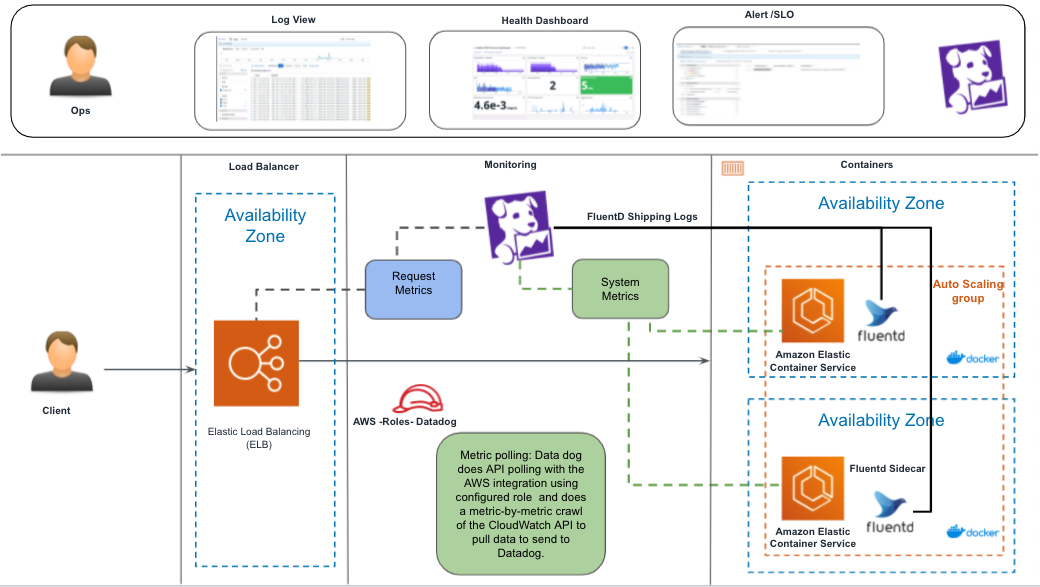 Log View
Health Dashboard
Alert /SLO
Ops
2
5
4.6e-3
Load Balancer
Monitoring
Containers
Availability
Zone
FluentD Shipping Logs
Availability Zone
Request
Metrics
System
Metrics
Auto Scaling
group
fluentd
Amazon Elastic
Container Service
docker
Client
Elastic Load Balancing
(ELB)
AWS -Roles- Datadog
Metric polling: Data dog
does API polling with the
AWS integration using
configured role and does
a metric-by-metric crawl
of the CloudWatch API to
pull data to send to
Datadog.
Availability Zone
Fluentd Sidecar
fluentd
Amazon Elastic
Container Service
docker